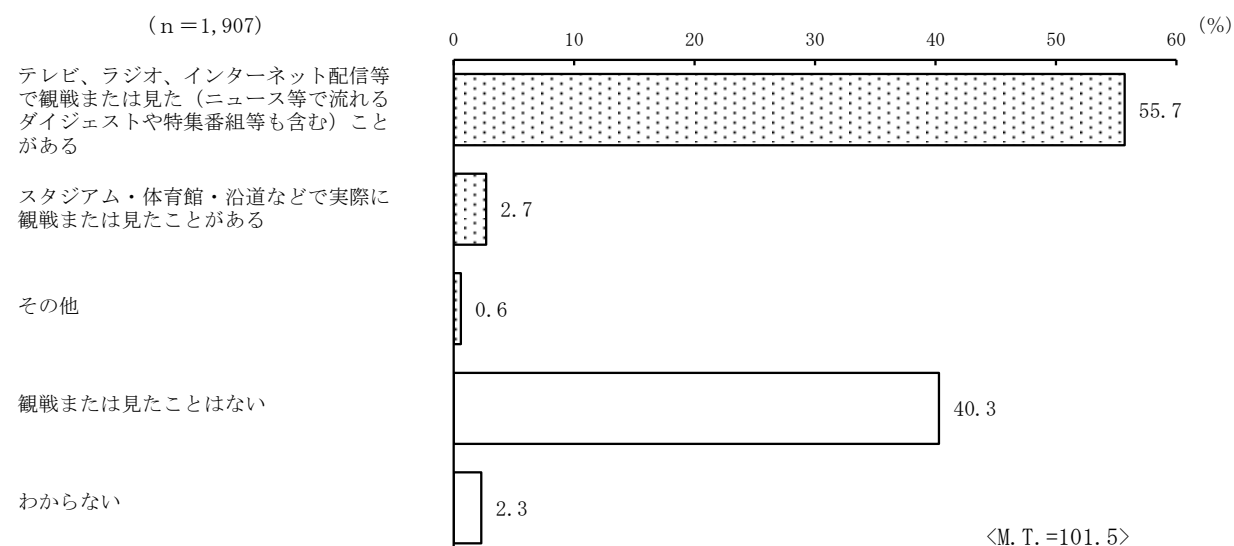 （ｎ＝1,907）
(%)
0 10 20 30 40 50 60
テレビ、ラジオ、インターネット配信等
で観戦または見た（ニュース等で流れる
ダイジェストや特集番組等も含む）こと
がある
55.7
スタジアム・体育館・沿道などで実際に
観戦または見たことがある
2.7
その他
0.6
観戦または見たことはない
40.3
わからない
2.3
<M.T.=101.5>